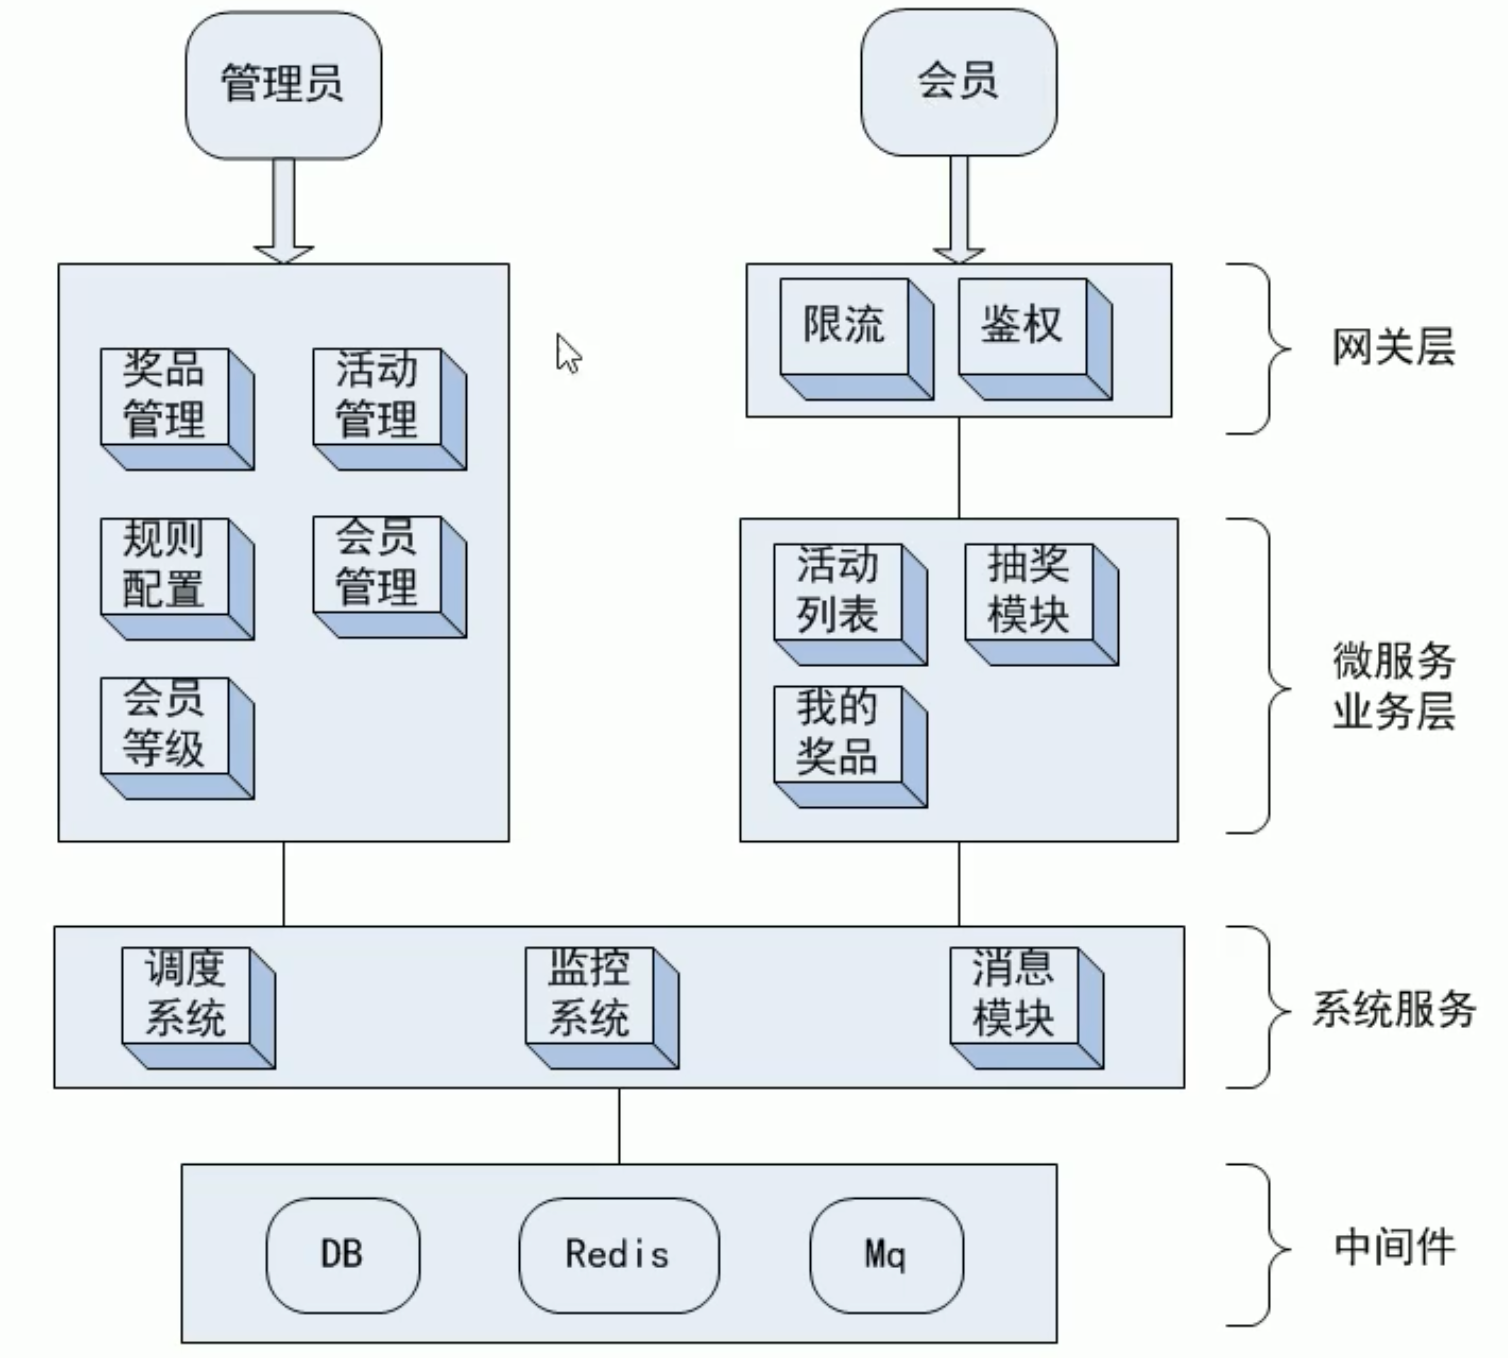 管理员
会员
限流
鉴权
网关层
奖品
管理
活动
管理
规则
配置
会员
管理
会员
等级
活动
列表
抽奖
模块
我的
奖品
微服务
业务层
调度
系统
监控
系统
消息
模块
系统服务
DB
Redis
Mq
中间件